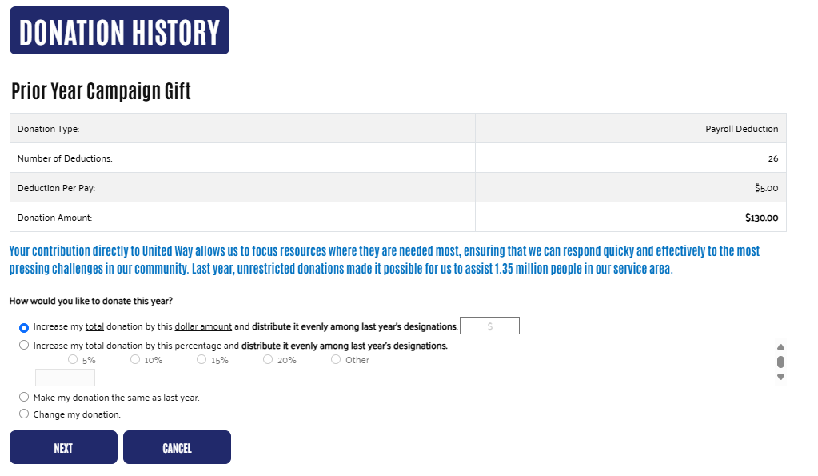 DONATION HISTORY
Prior Year Campaign Gift
Donation Type: Payroll Deduction
Number of Deductions: 26
Deduction Per Pay: $5.00
Donation Amount: $130.00
Your contribution directly to United Way allows us to focus resources where they are needed most, ensuring that we can respond quicky and effectively to the most
pressing challenges in our community. Last year, unrestricted donations made it possible for us to assist 1.35 million people in our service area.
How would you like to donate this year?
Increase my total donation by this dollar amount and distribute it evenly among last year's designations. $
Increase my total donation by this percentage and distribute it evenly among last year's designations.
5% 10% 15% 20% Other
Make my donation the same as last year.
Change my donation.
NEXT CANCEL